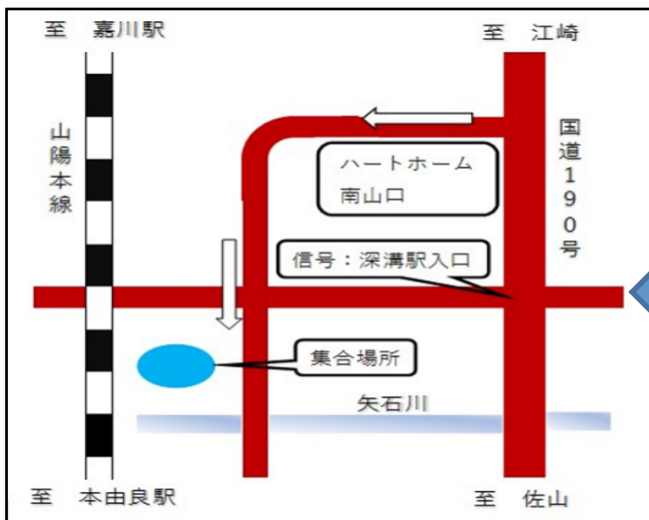 至　嘉川駅
至　江崎
山陽本線
国道190号
ハートホーム
南山口
信号：深溝駅入口
集合場所
矢石川
至　本由良駅
至　佐山